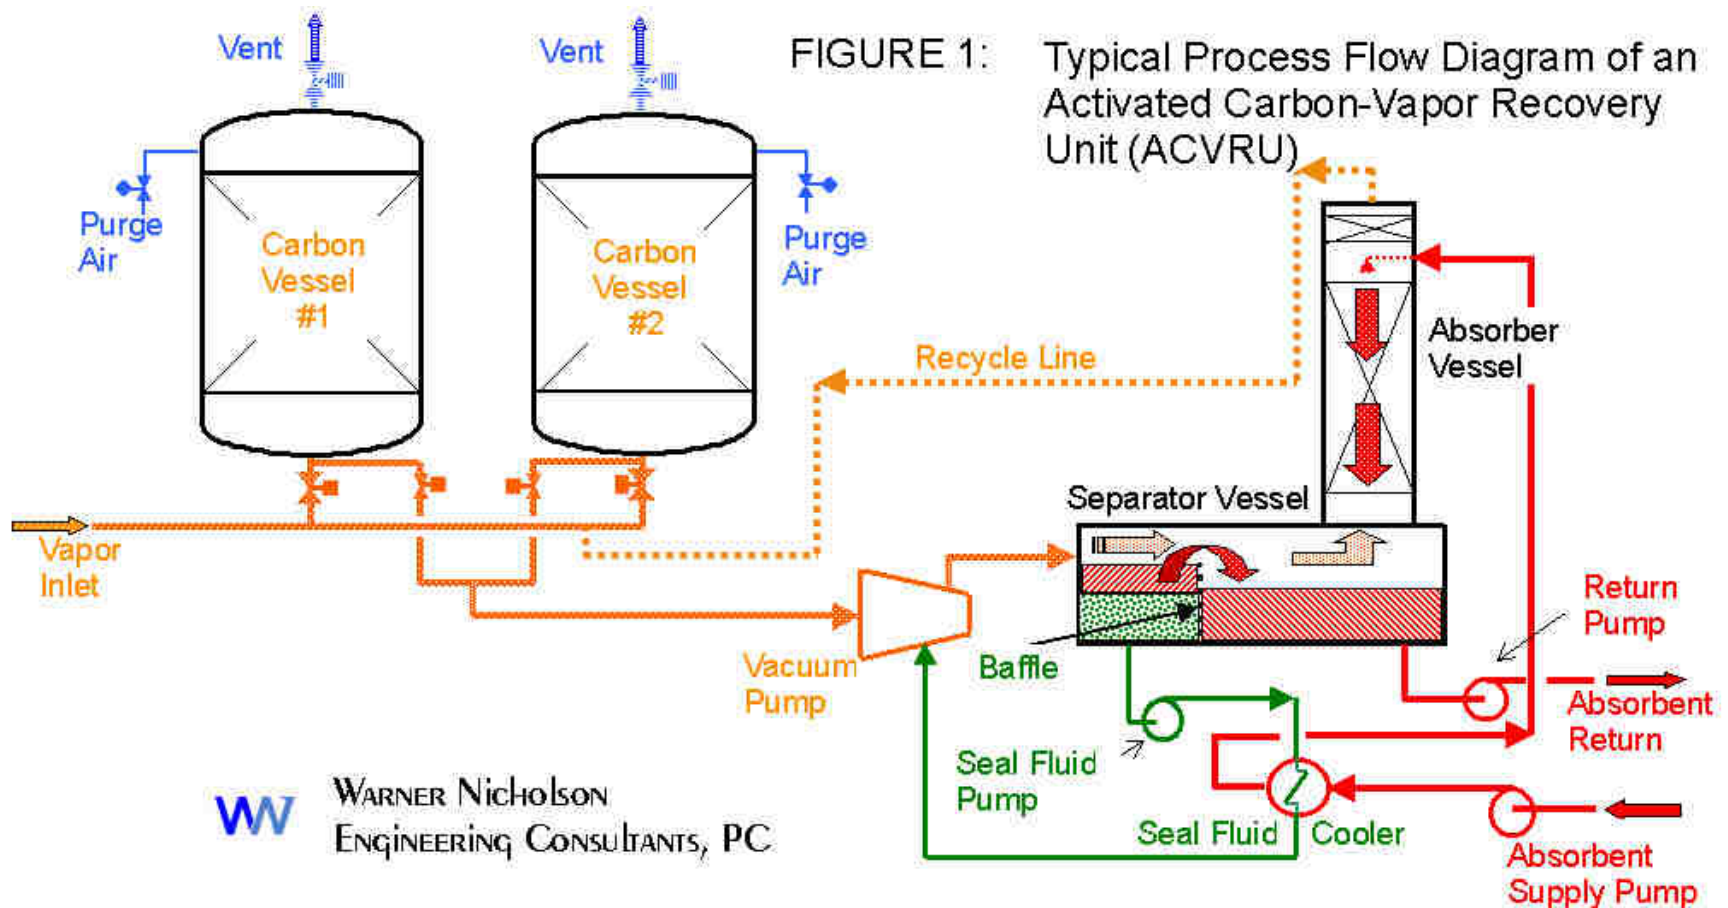 Vent
Vent
FIGURE 1:
Typical Process Flow Diagram of an
Activated Carbon-Vapor Recovery
Unit (ACVRU)
Purge
Air
Carbon
Vessel
#1
Carbon
Vessel
#2
Purge
Air
Recycle Line
Absorber
Vessel
Separator Vessel
Vapor
Inlet
Vacuum
Pump
Baffle
Return
Pump
Absorbent
Return
Seal Fluid
Pump
Seal Fluid Cooler
Absorbent
Supply Pump
W
Warner Nicholson
Engineering Consultants, PC